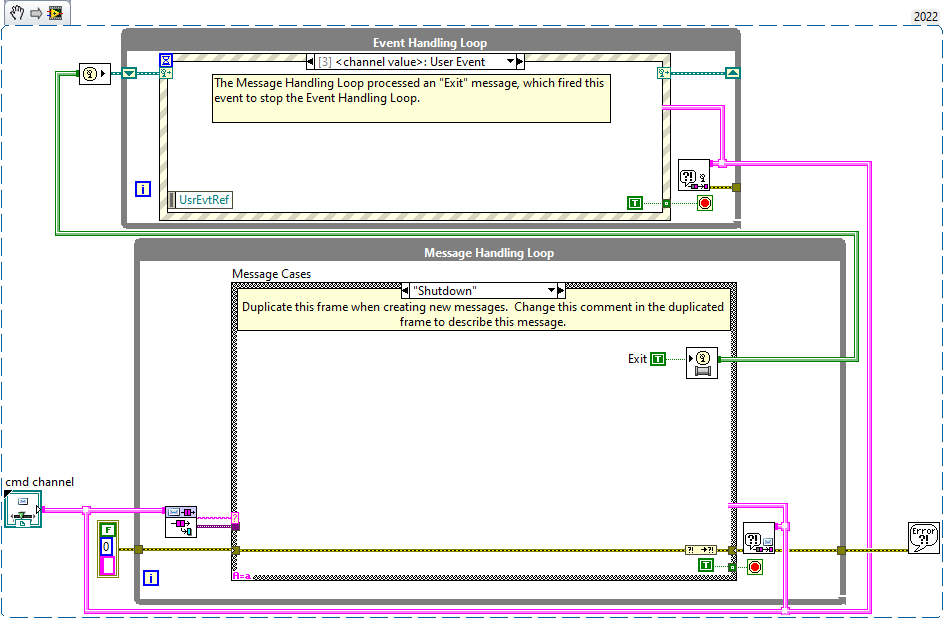 2022
Event Handling Loop
[3] <channel value>: User Event
The Message Handling Loop processed an "Exit" message, which fired this
event to stop the Event Handling Loop.
i
UsrEvtRef
T
Message Handling Loop
Message Cases
"Shutdown"
Duplicate this frame when creating new messages.  Change this comment in the duplicated
frame to describe this message.
Exit T
cmd channel
?
F
0
?! →?!
T
A=a
i
Error
?!